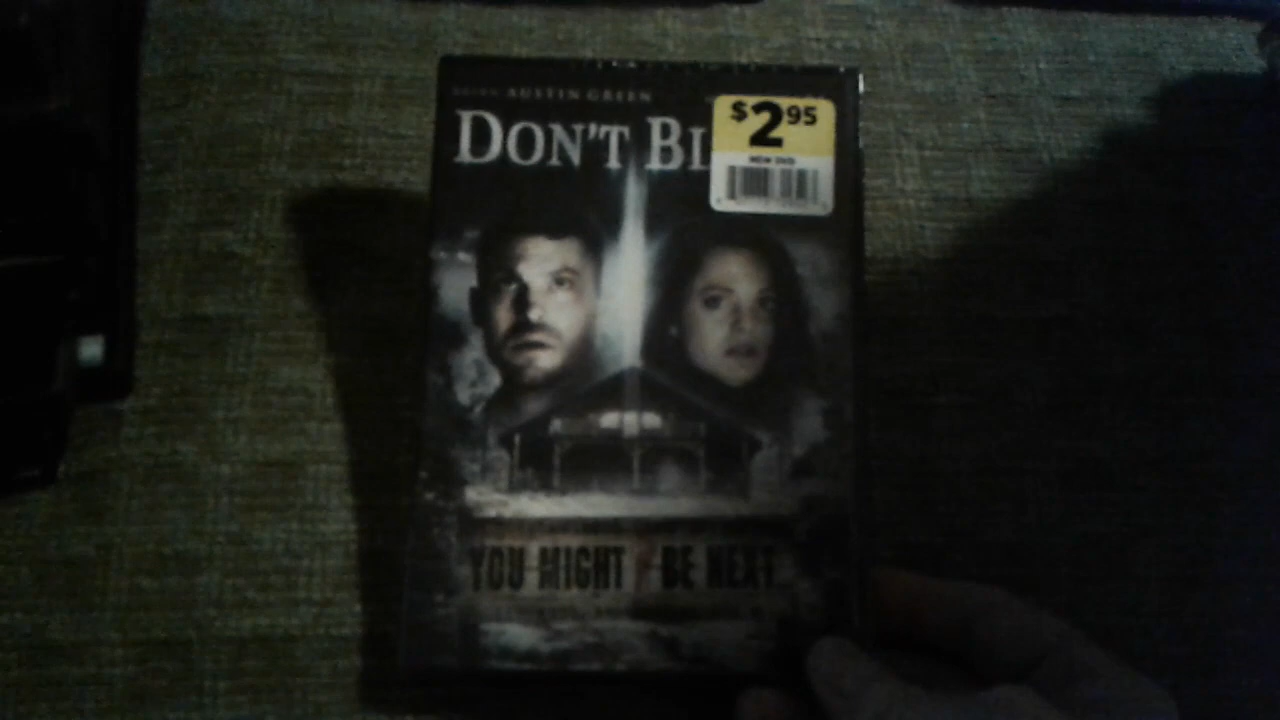 AUSTIN GREEN
DON'T BL
$2.95
NEW DVD
YOU MIGHT BE NEXT